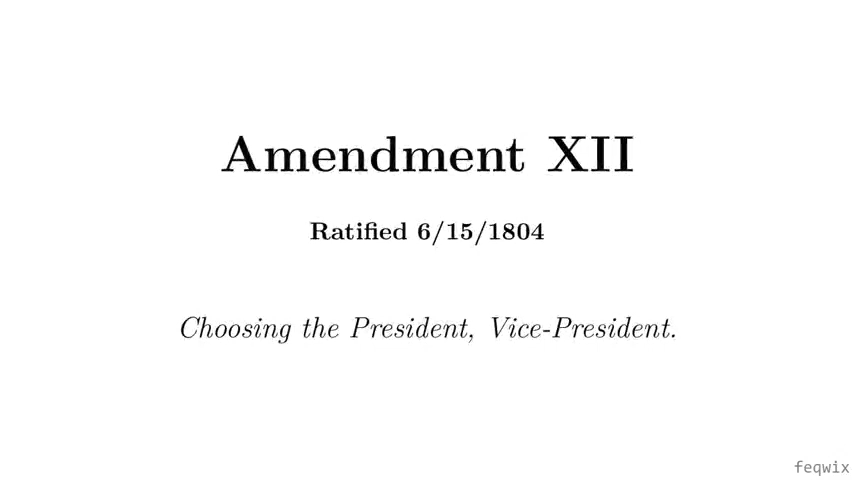 Amendment XII
Ratified 6/15/1804
Choosing the President, Vice-President.
feqwix